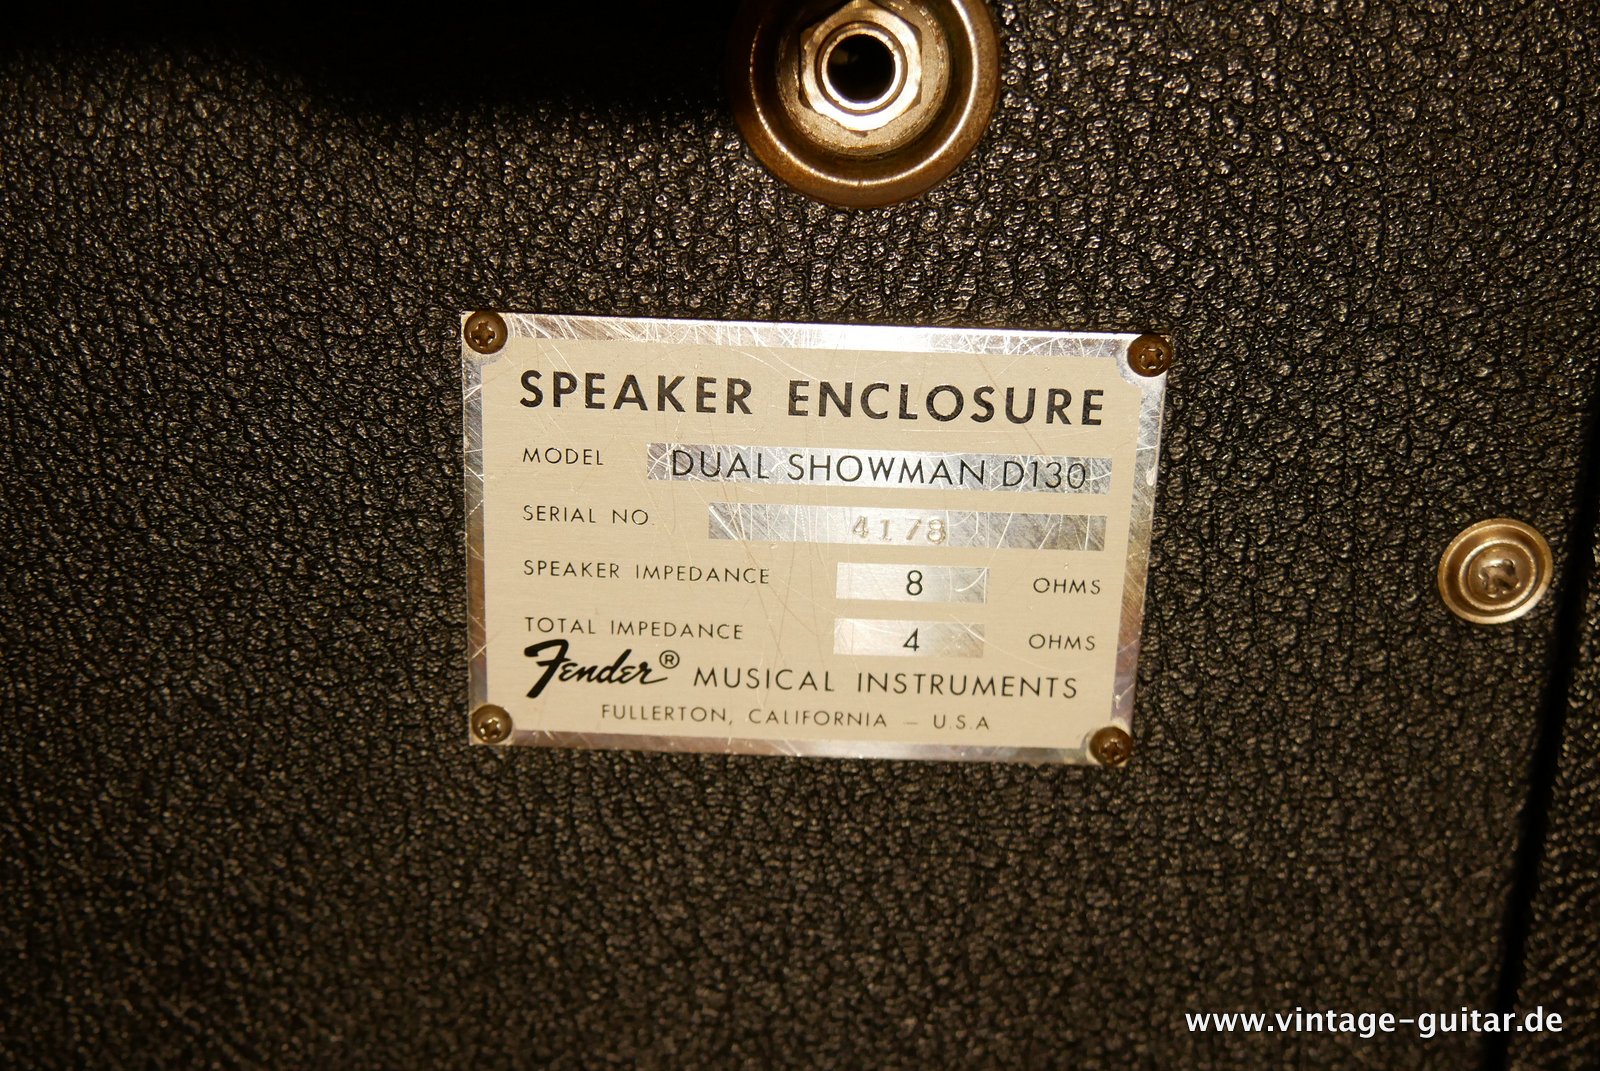 SPEAKER ENCLOSURE
MODEL DUAL SHOWMAN D130
SERIAL NO. 4178
SPEAKER IMPEDANCE 8 OHMS
TOTAL IMPEDANCE 4 OHMS
Fender® MUSICAL INSTRUMENTS
FULLERTON, CALIFORNIA – U.S.A
www.vintage-guitar.de